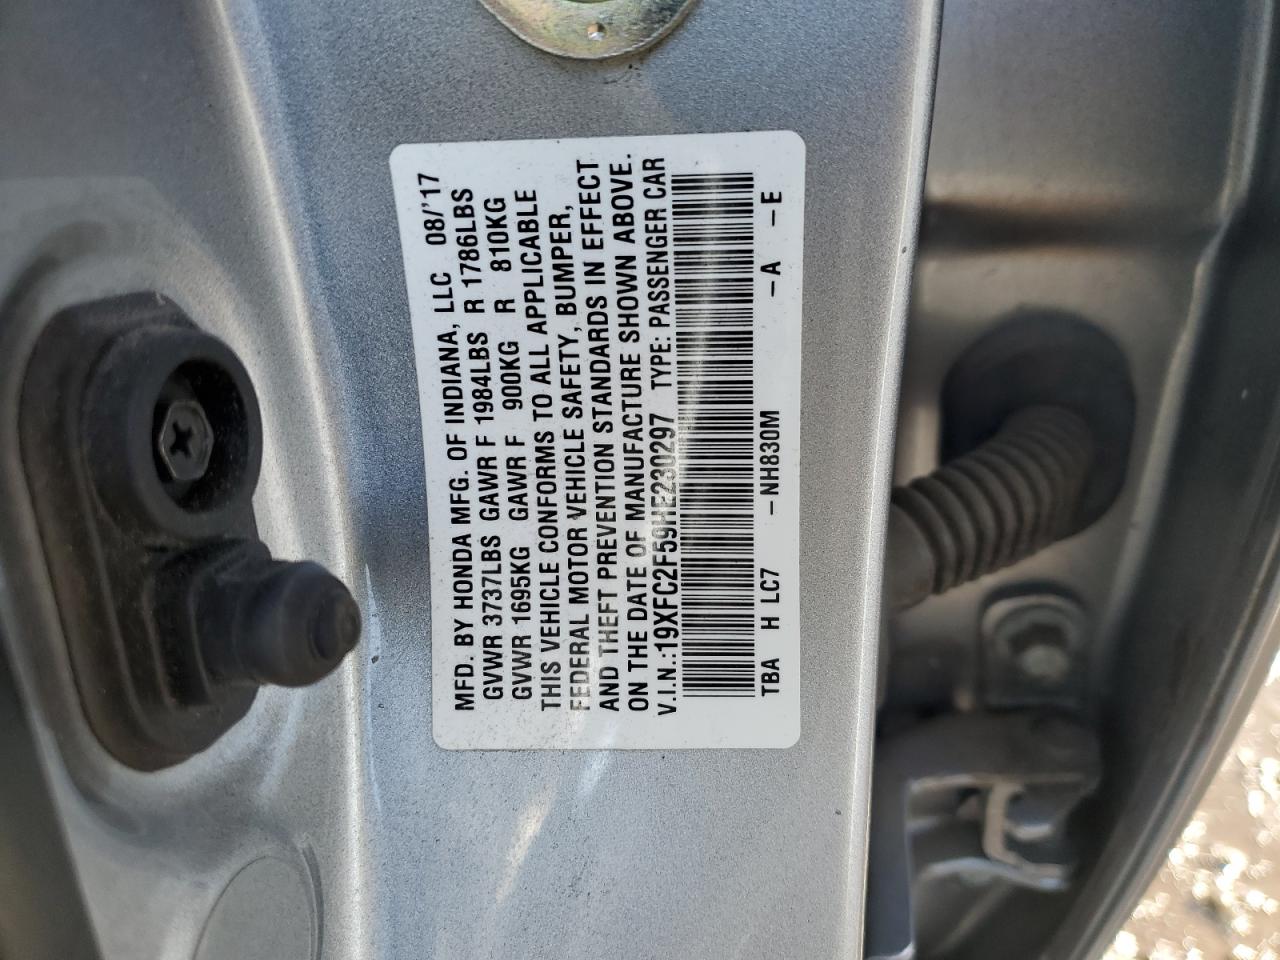 MFD. BY HONDA MFG. OF INDIANA, LLC 08/'17
GVWR 3737LBS GAWR F 1984LBS R 1786LBS
GVWR 1695KG GAWR F 900KG R 810KG
THIS VEHICLE CONFORMS TO ALL APPLICABLE
FEDERAL MOTOR VEHICLE SAFETY, BUMPER,
AND THEFT PREVENTION STANDARDS IN EFFECT
ON THE DATE OF MANUFACTURE SHOWN ABOVE.
V.I.N.:19XFC2F59HE230297 TYPE: PASSENGER CAR
TBA H LC7 -NH830M -A -E